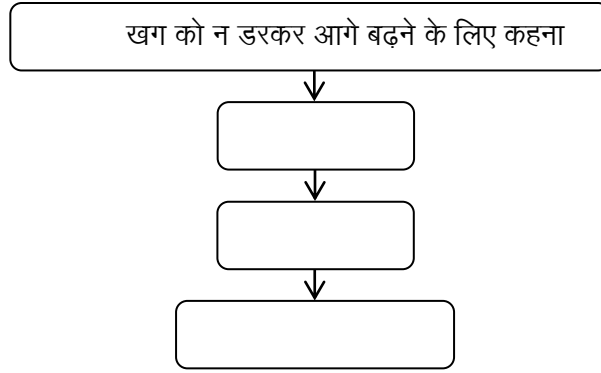 खग को न डरकर आगे बढ़ने के लिए कहना